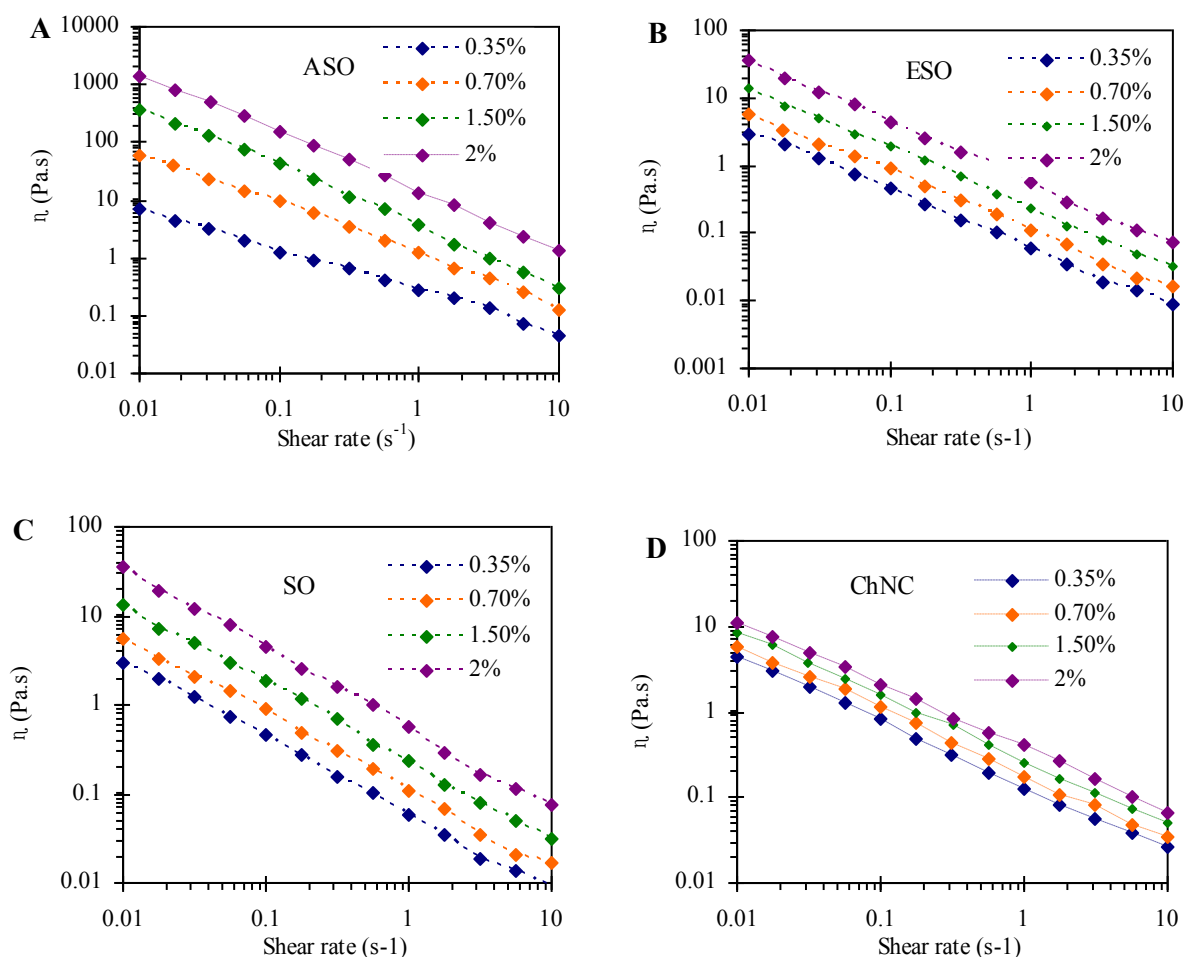 A
ASO
0.35%
0.70%
1.50%
2%
10000
1000
100
10
1
0.1
0.01
η (Pa.s)
0.01 0.1 1 10
Shear rate (s⁻¹)
B
ESO
0.35%
0.70%
1.50%
2%
100
10
1
0.1
0.01
0.001
η (Pa.s)
0.01 0.1 1 10
Shear rate (s-1)
C
SO
0.35%
0.70%
1.50%
2%
100
10
1
0.1
0.01
η (Pa.s)
0.01 0.1 1 10
Shear rate (s-1)
D
ChNC
0.35%
0.70%
1.50%
2%
100
10
1
0.1
0.01
η (Pa.s)
0.01 0.1 1 10
Shear rate (s-1)